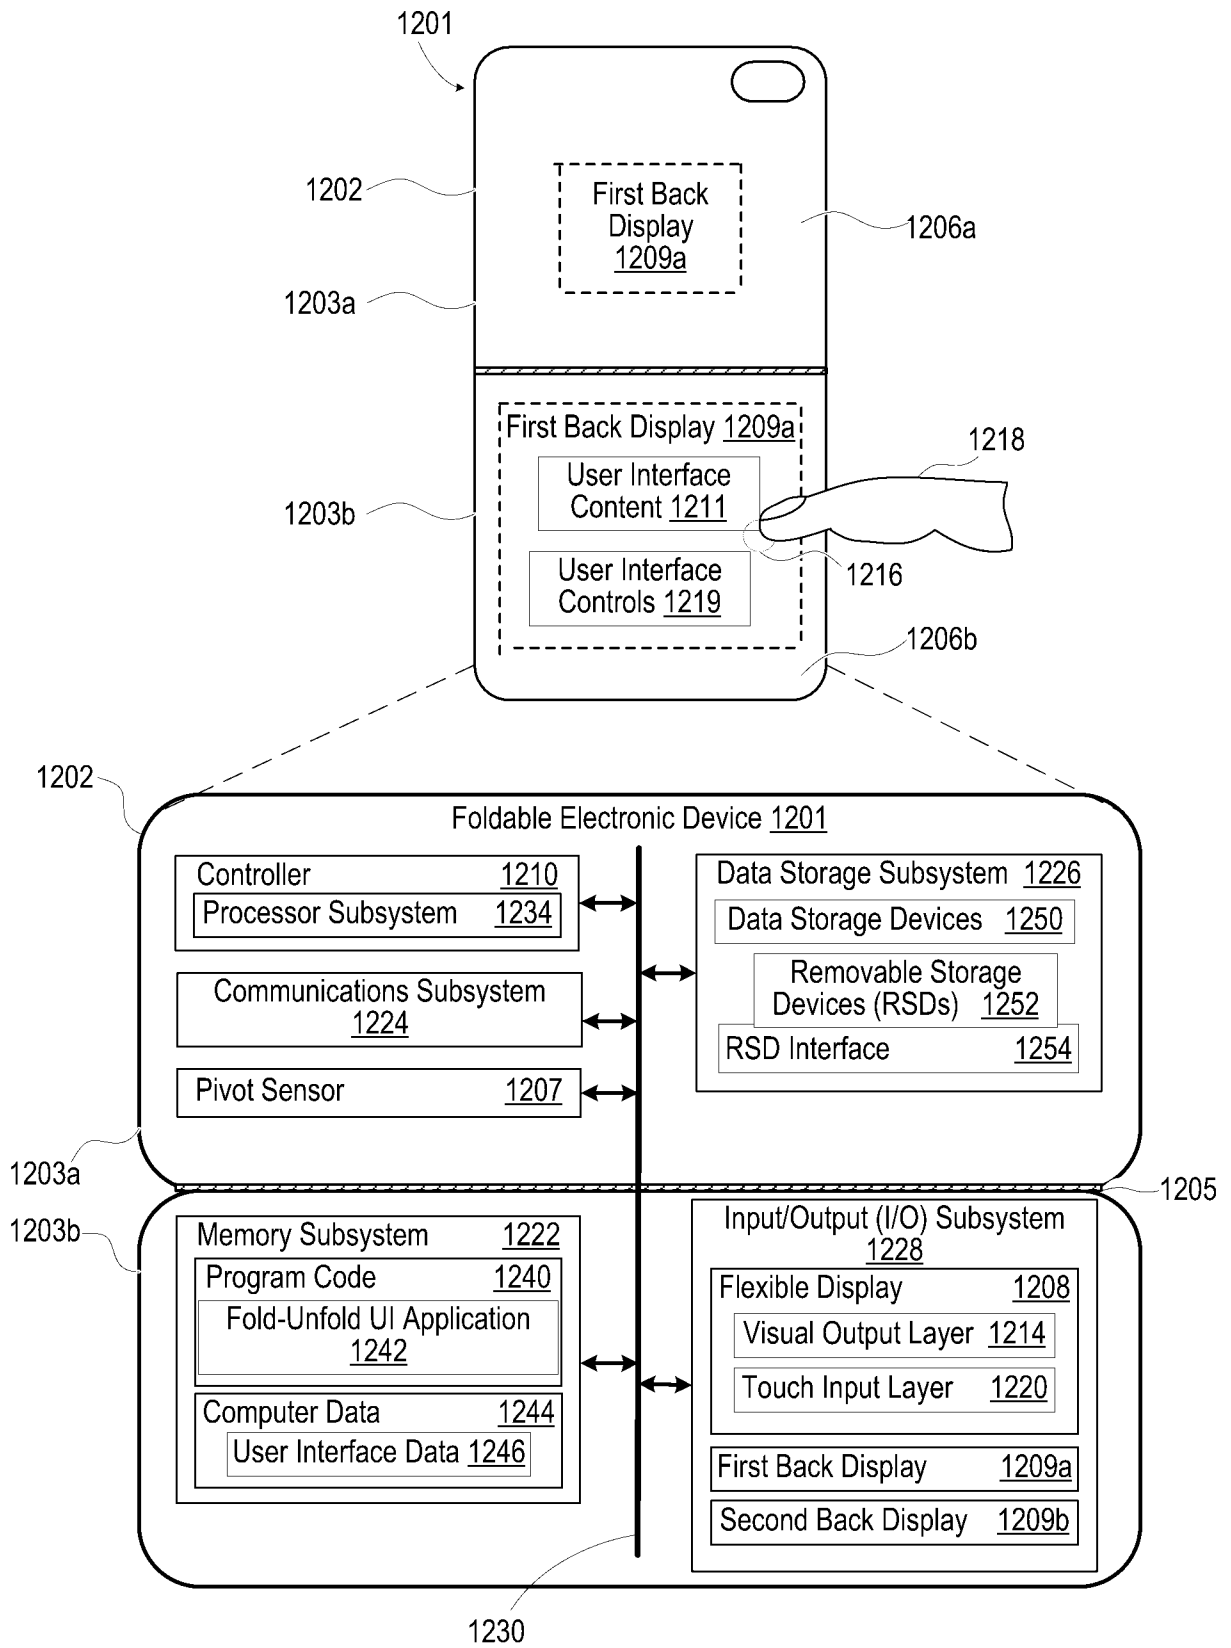 1201
1202
First Back
Display
1209a
1206a
1203a
First Back Display 1209a
1218
User Interface
Content 1211
1203b
1216
User Interface
Controls 1219
1206b
1202
Foldable Electronic Device 1201
Controller 1210
Processor Subsystem 1234
Communications Subsystem
1224
Pivot Sensor 1207
Data Storage Subsystem 1226
Data Storage Devices 1250
Removable Storage
Devices (RSDs) 1252
RSD Interface 1254
1203a
1205
1203b
Memory Subsystem 1222
Program Code 1240
Fold-Unfold UI Application
1242
Computer Data 1244
User Interface Data 1246
Input/Output (I/O) Subsystem
1228
Flexible Display 1208
Visual Output Layer 1214
Touch Input Layer 1220
First Back Display 1209a
Second Back Display 1209b
1230